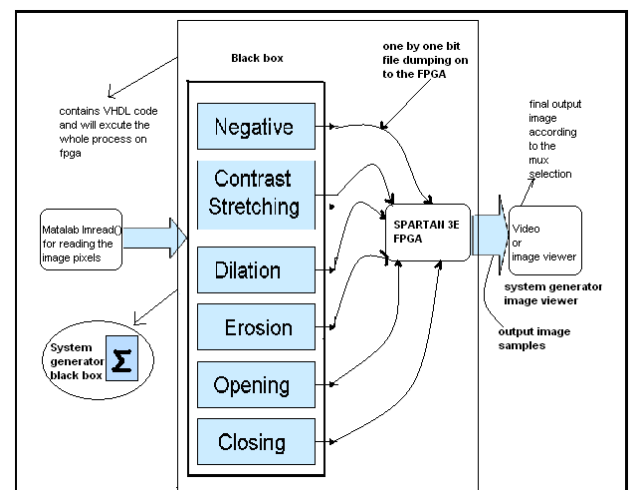 Black box
one by one bit
file dumping on
to the FPGA
contains VHDL code
and will excute the
whole process on
fpga
final output
image
according
to the
mux
selection
Negative
Contrast
Stretching
Dilation
Erosion
Opening
Closing
Matalab Imread()
for reading the
image pixels
SPARTAN 3E
FPGA
Video
or
image viewer
system generator
image viewer
output image
samples
System
generator
black box
Σ